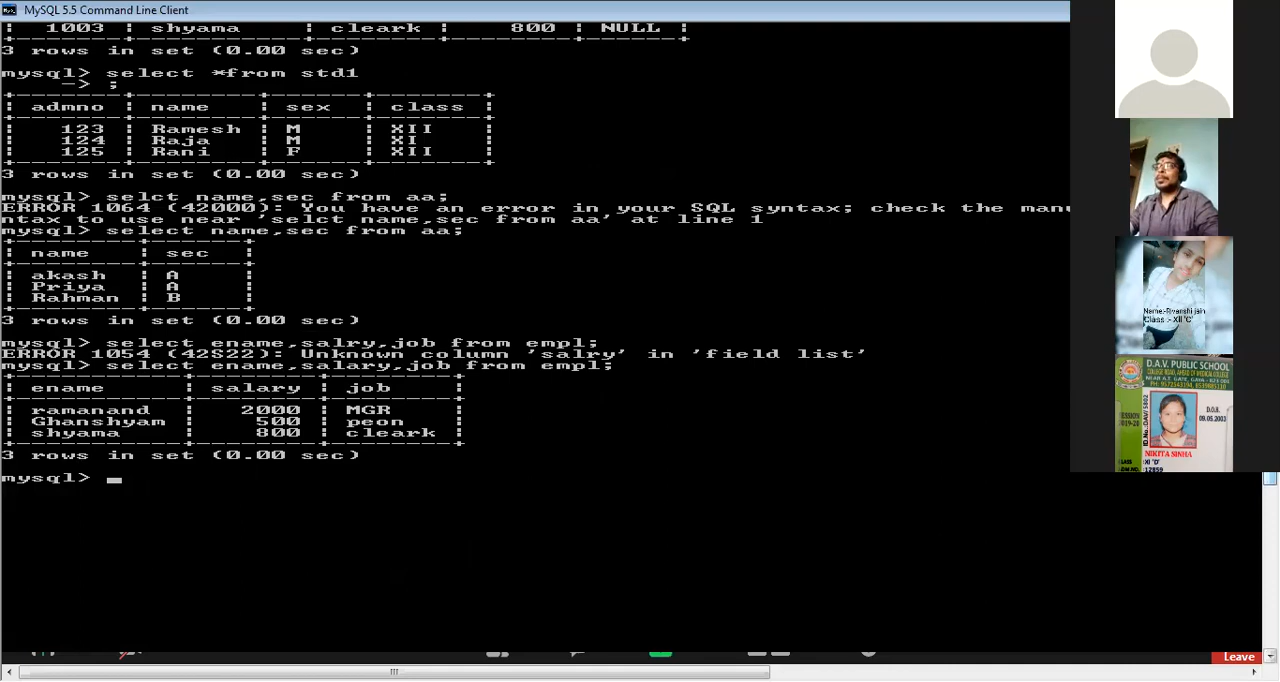 MySQL 5.5 Command Line Client
| 1003 | shyama | cleark | 800 | NULL |
3 rows in set (0.00 sec)
mysql> select *from std1
-> ;
| admno | name | sex | class |
| 123 | Ramesh | M | XII |
| 124 | Raja | M | XI |
| 125 | Rani | F | XII |
3 rows in set (0.00 sec)
mysql> selct name,sec from aa;
ERROR 1064 (42000): You have an error in your SQL syntax; check the manu
ntax to use near 'selct name,sec from aa' at line 1
mysql> select name,sec from aa;
| name | sec |
| akash | A |
| Priya | A |
| Rahman | B |
3 rows in set (0.00 sec)
mysql> select ename,salry,job from empl;
ERROR 1054 (42S22): Unknown column 'salry' in 'field list'
mysql> select ename,salary,job from empl;
| ename | salary | job |
| ramanand | 2000 | MGR |
| Ghanshyam | 500 | peon |
| shyama | 800 | cleark |
3 rows in set (0.00 sec)
mysql>
Class :- XII 'C'
D.A.V. PUBLIC SCHOOL
D.O.B.
09.05.2003
NIKITA SINHA
XI 'D'
Leave